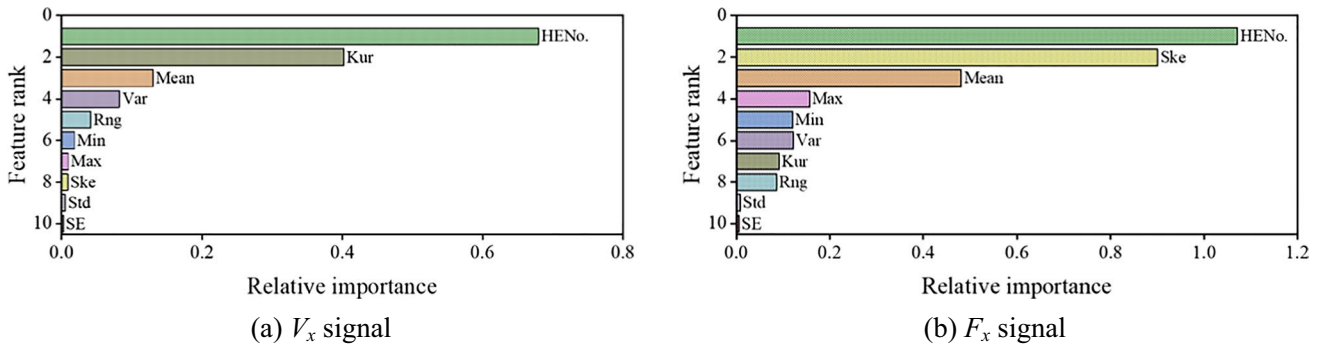 0
HENo.
2
Kur
Mean
4
Var
Rng
6
Min
Max
8
Ske
Std
10
SE
Feature rank
0.0 0.2 0.4 0.6 0.8
Relative importance
(a) Vx signal
0
HENo.
2
Ske
Mean
4
Max
Min
6
Var
Kur
8
Rng
Std
10
SE
Feature rank
0.0 0.2 0.4 0.6 0.8 1.0 1.2
Relative importance
(b) Fx signal